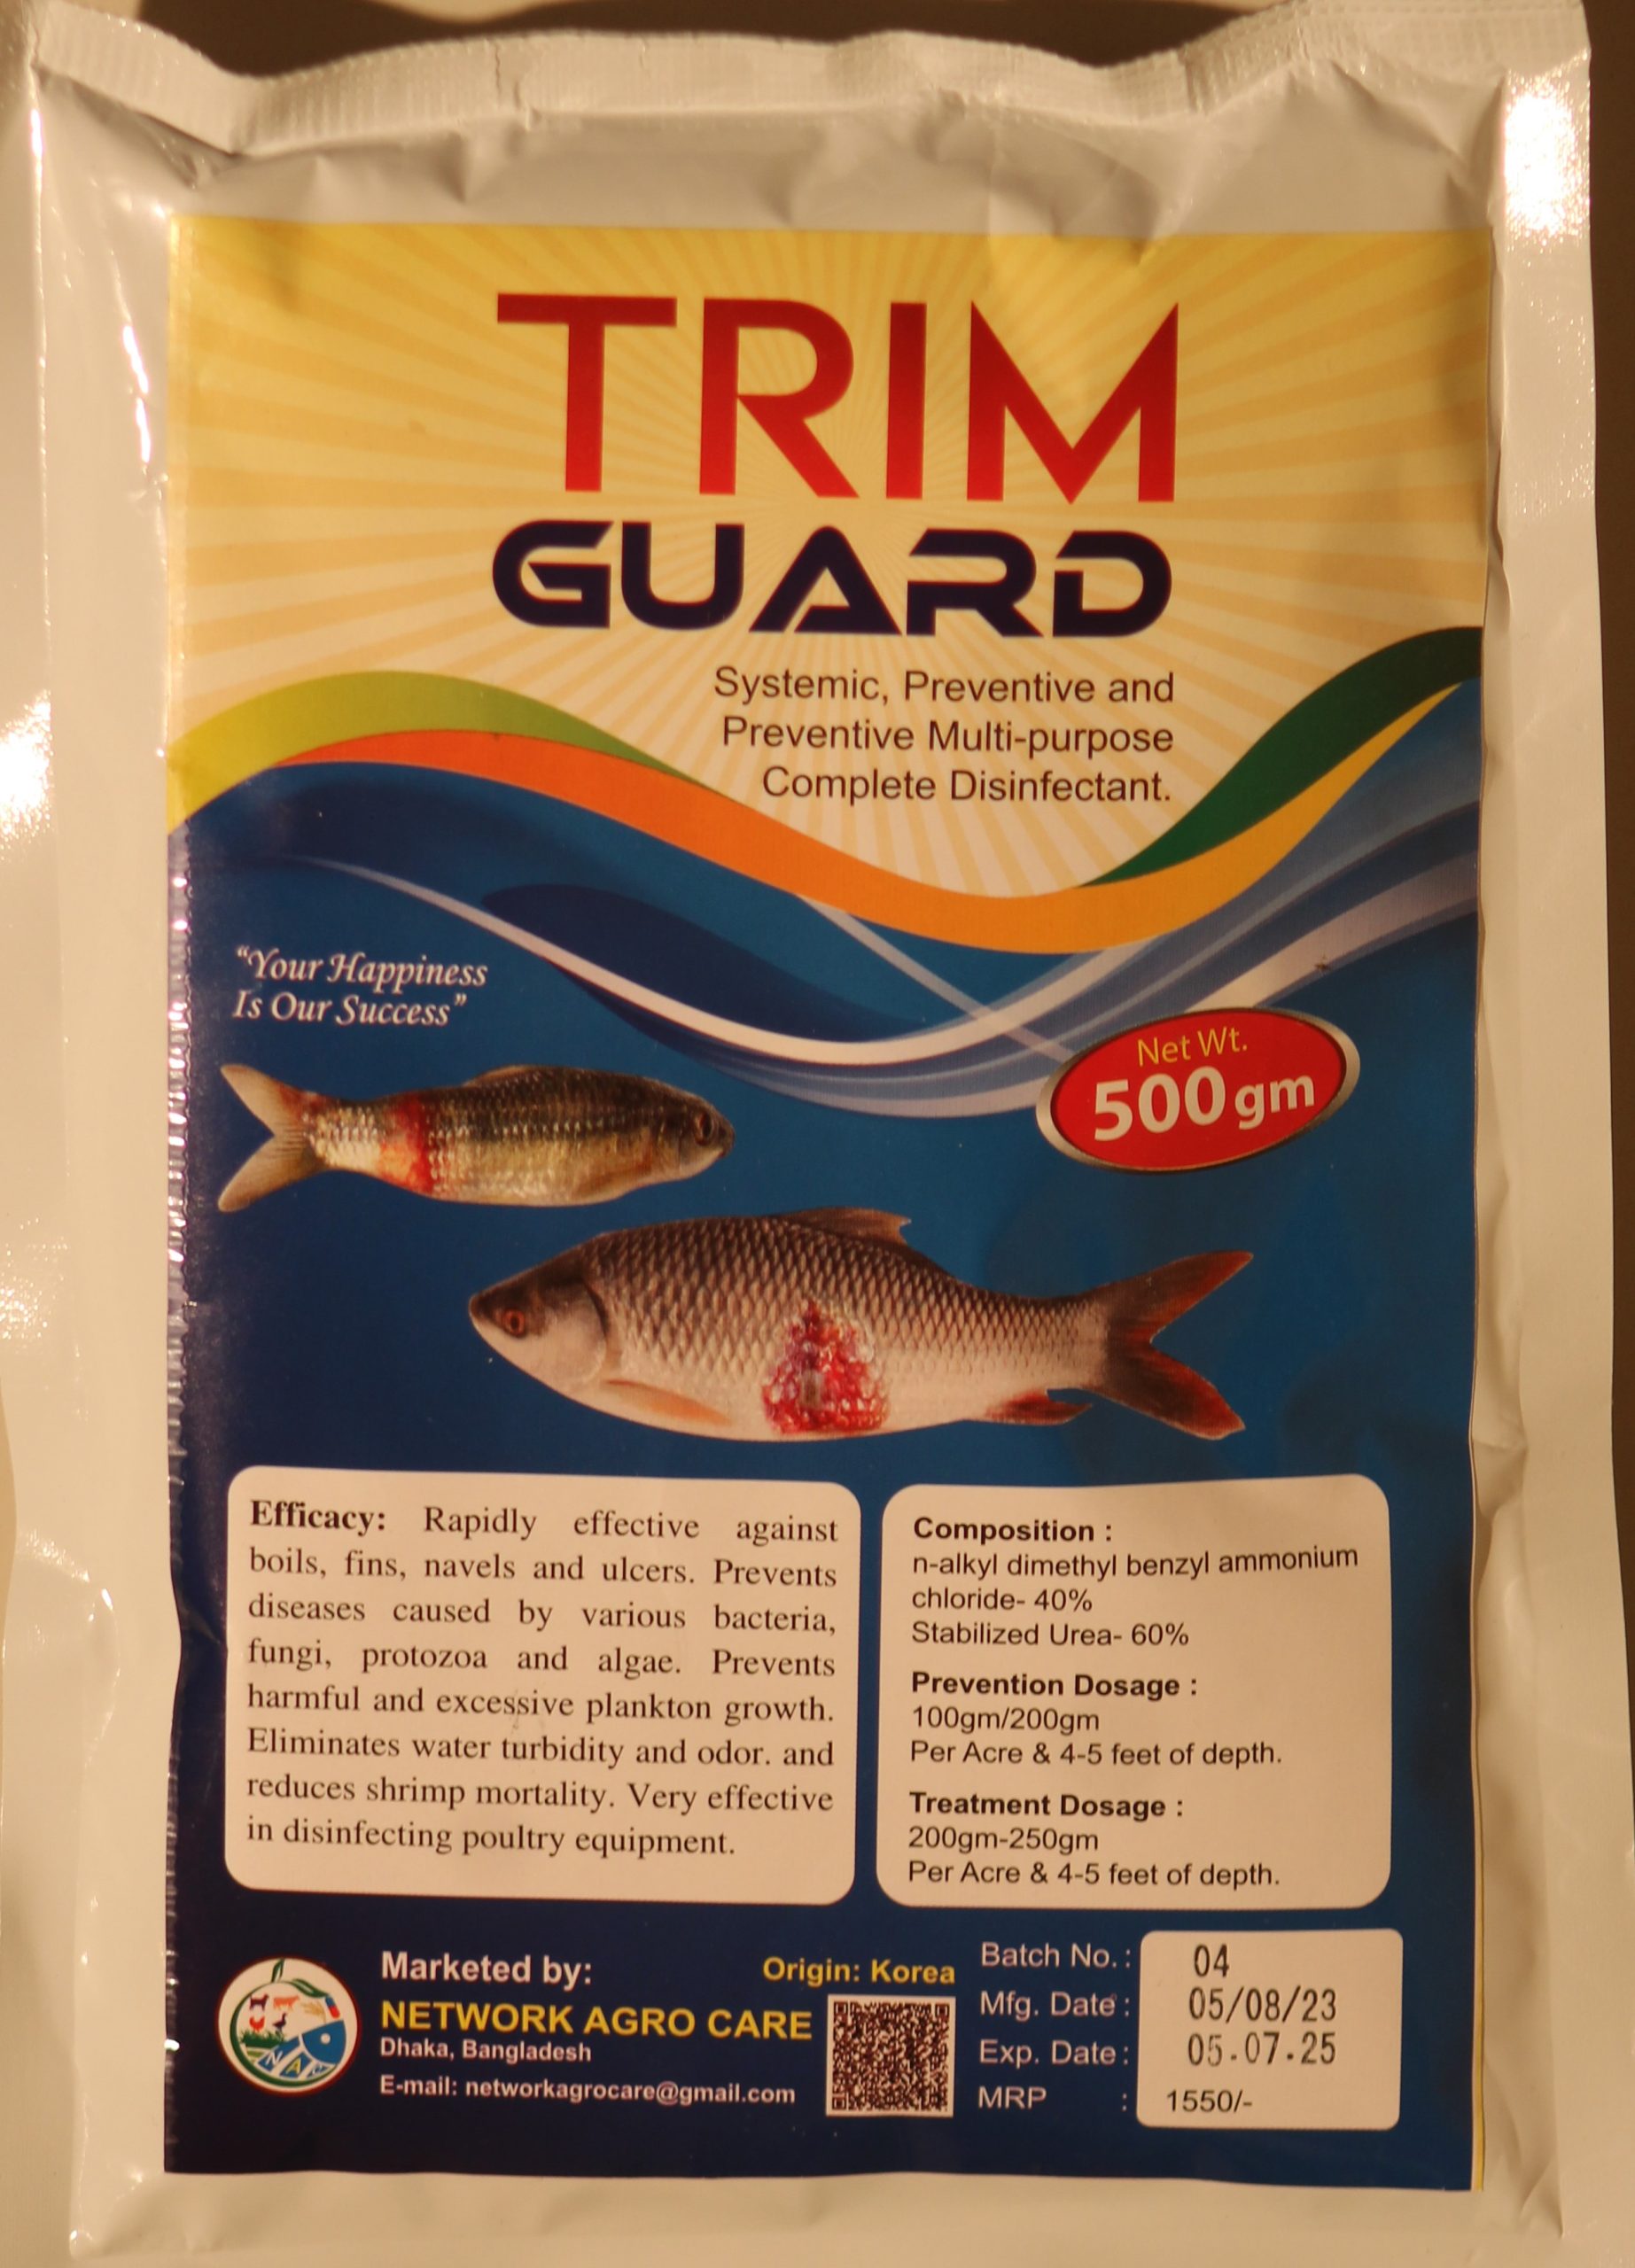 TRIM
GUARD
Systemic, Preventive and
Preventive Multi-purpose
Complete Disinfectant.
“Your Happiness
Is Our Success”
Net Wt.
500gm
Efficacy: Rapidly effective against
boils, fins, navels and ulcers. Prevents
diseases caused by various bacteria,
fungi, protozoa and algae. Prevents
harmful and excessive plankton growth.
Eliminates water turbidity and odor. and
reduces shrimp mortality. Very effective
in disinfecting poultry equipment.
Composition :
n-alkyl dimethyl benzyl ammonium
chloride- 40%
Stabilized Urea- 60%
Prevention Dosage :
100gm/200gm
Per Acre & 4-5 feet of depth.
Treatment Dosage :
200gm-250gm
Per Acre & 4-5 feet of depth.
NAC
Marketed by:
NETWORK AGRO CARE
Dhaka, Bangladesh
E-mail: networkagrocare@gmail.com
Origin: Korea
Batch No. : 04
Mfg. Date : 05/08/23
Exp. Date : 05.07.25
MRP : 1550/-